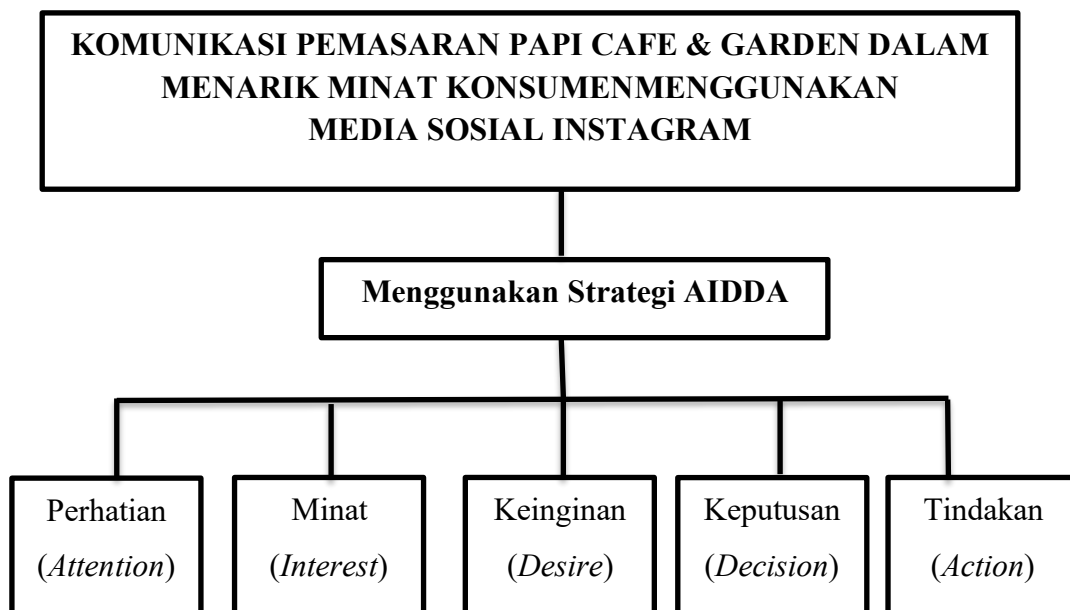 KOMUNIKASI PEMASARAN PAPI CAFE & GARDEN DALAM
MENARIK MINAT KONSUMENMENGGUNAKAN
MEDIA SOSIAL INSTAGRAM
Menggunakan Strategi AIDDA
Perhatian
(Attention)
Minat
(Interest)
Keinginan
(Desire)
Keputusan
(Decision)
Tindakan
(Action)